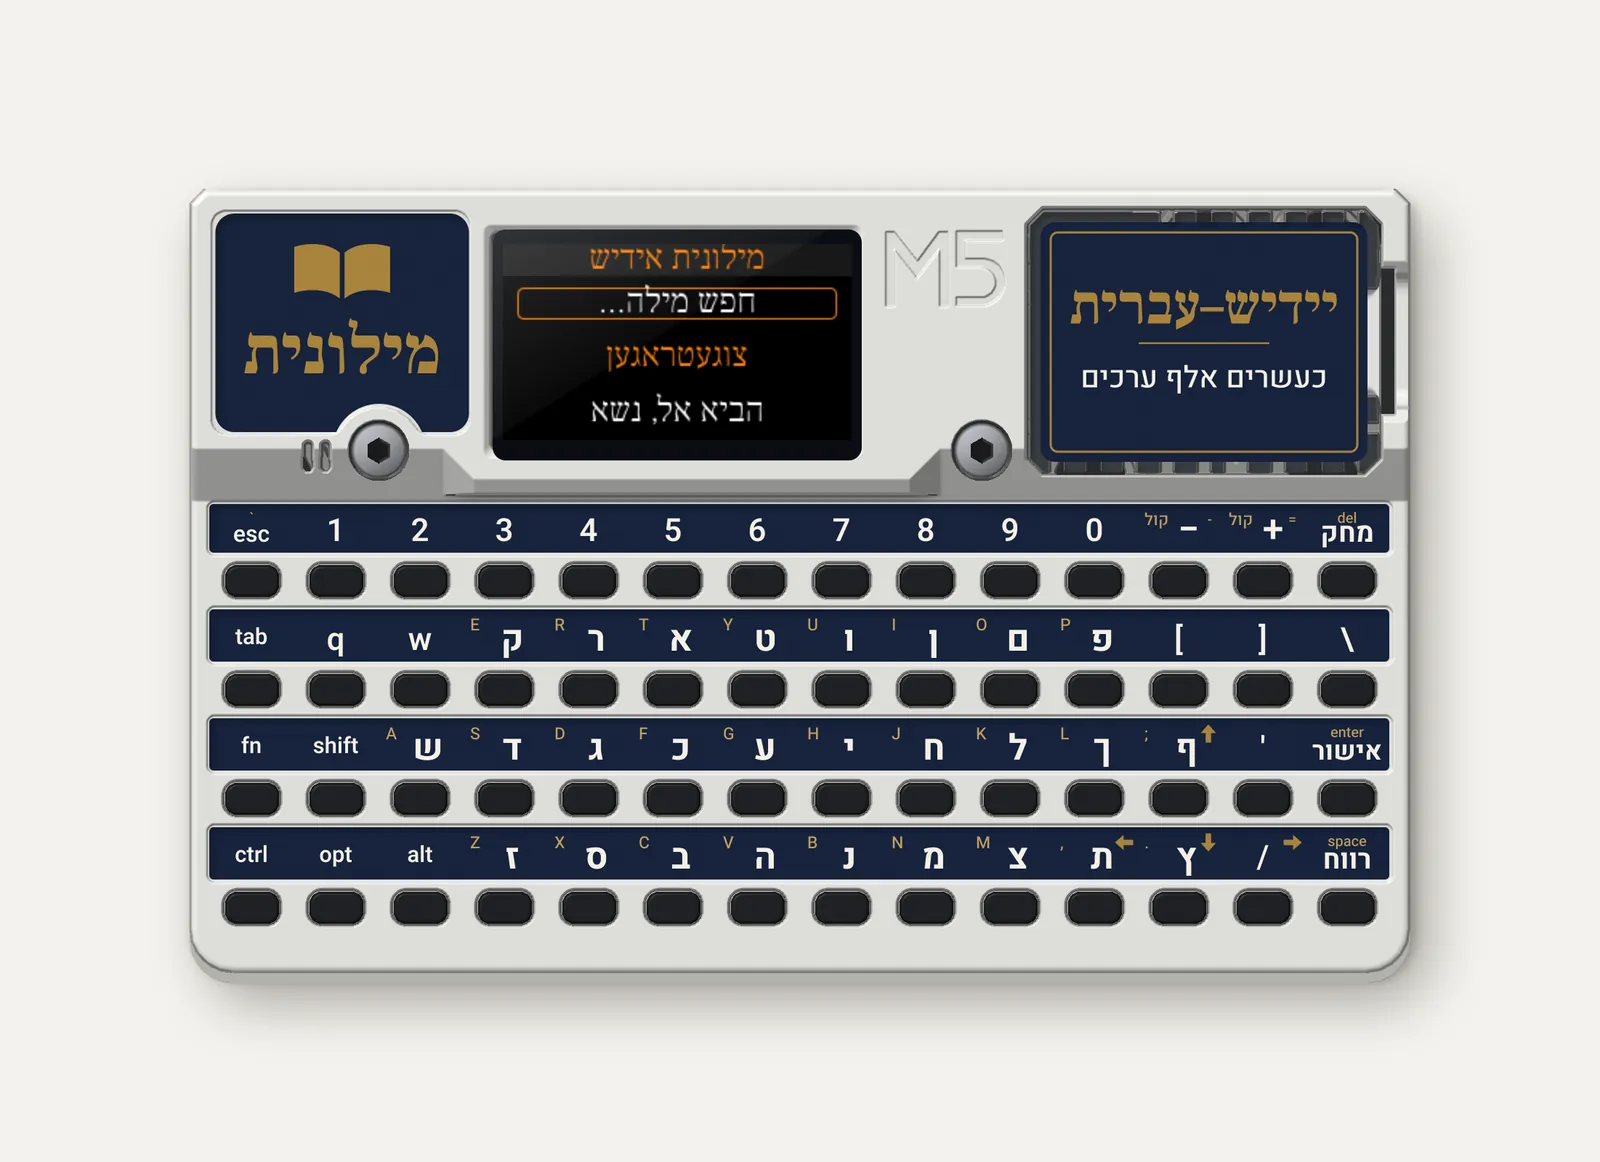 מילונית
מילונית אידיש
חפש מילה...
צוגעטראגען
הביא אל, נשא
M5
יידיש–עברית
כעשרים אלף ערכים
` esc 1 2 3 4 5 6 7 8 9 0 קול − - קול + = del מחק
tab q w E ק R ר T א Y ט U ו I ן O ם P פ [ ] \
fn shift A ש S ד D ג F כ G ע H י J ח K ל L ך ; ף ' enter אישור
ctrl opt alt Z ז X ס C ב V ה B נ N מ M צ , ת . ץ / space רווח